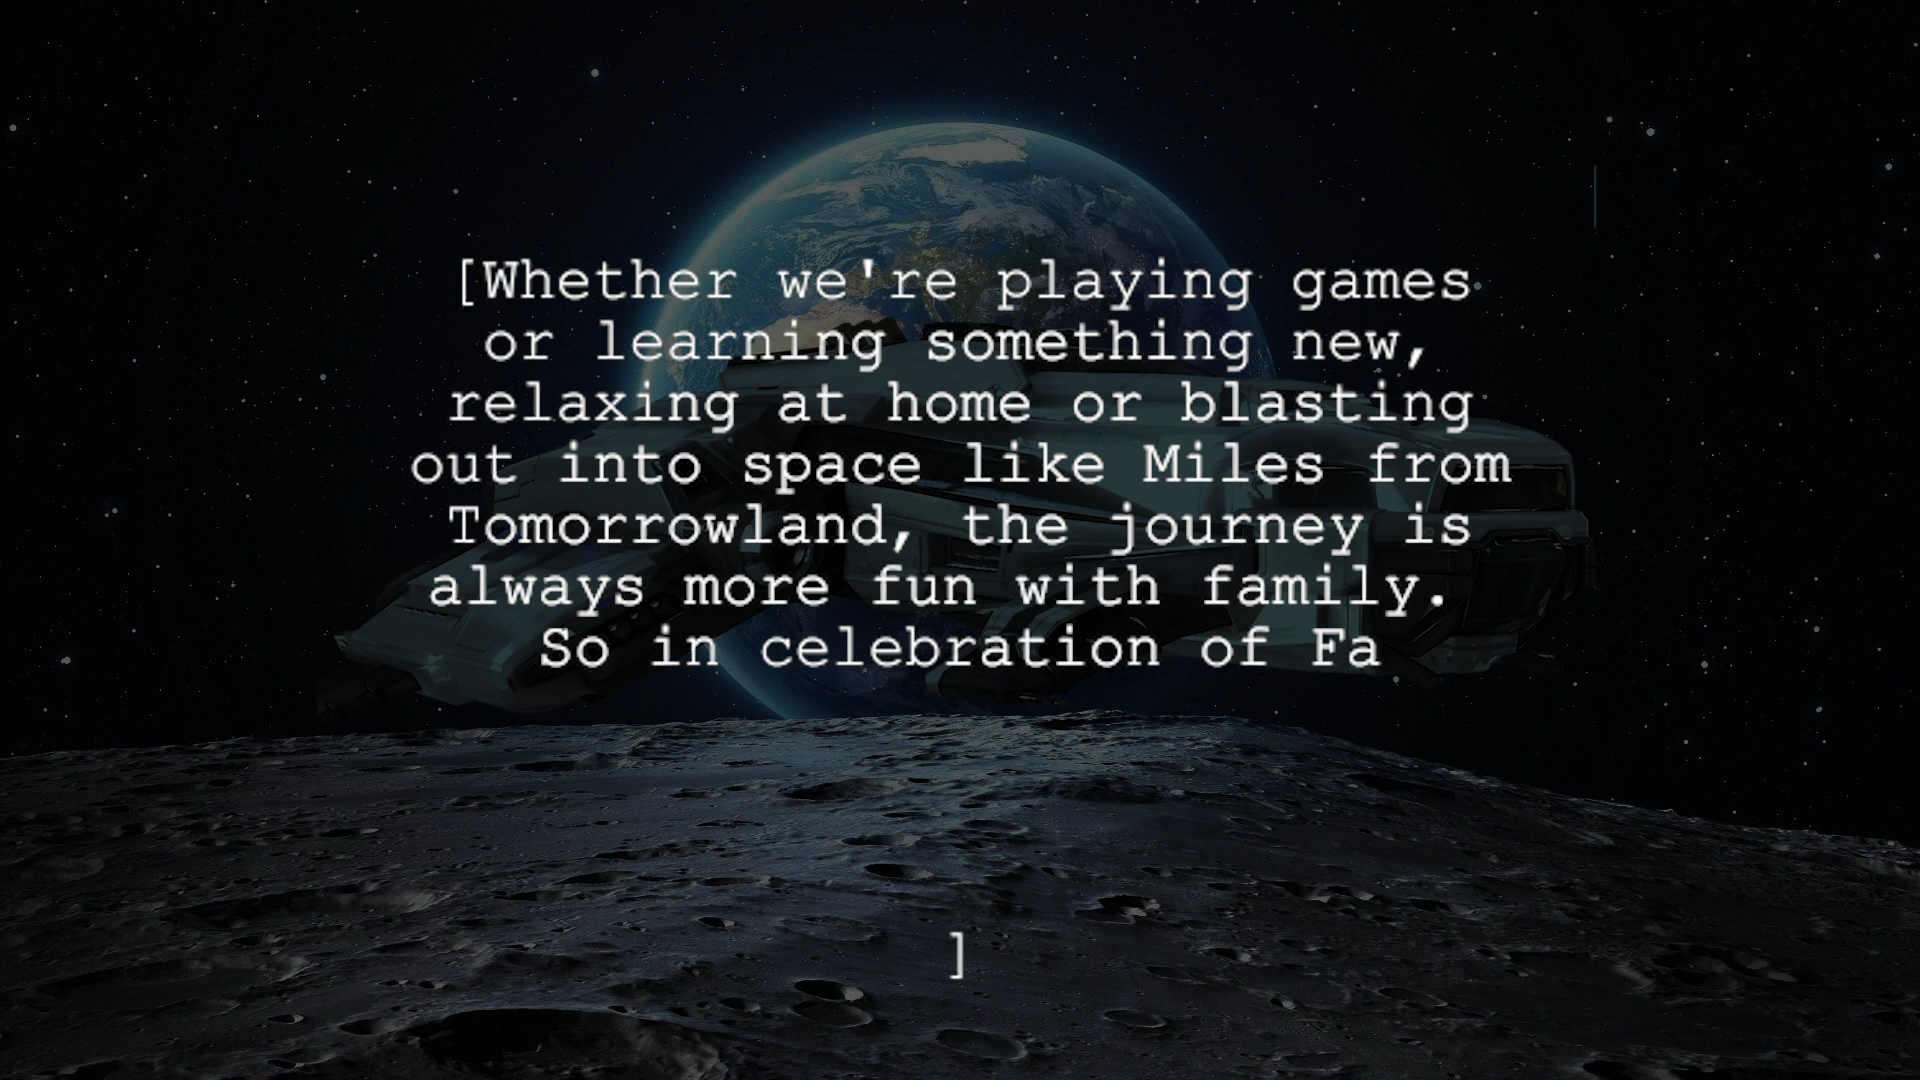 [Whether we're playing games
or learning something new,
relaxing at home or blasting
out into space like Miles from
Tomorrowland, the journey is
always more fun with family.
So in celebration of Fa
]